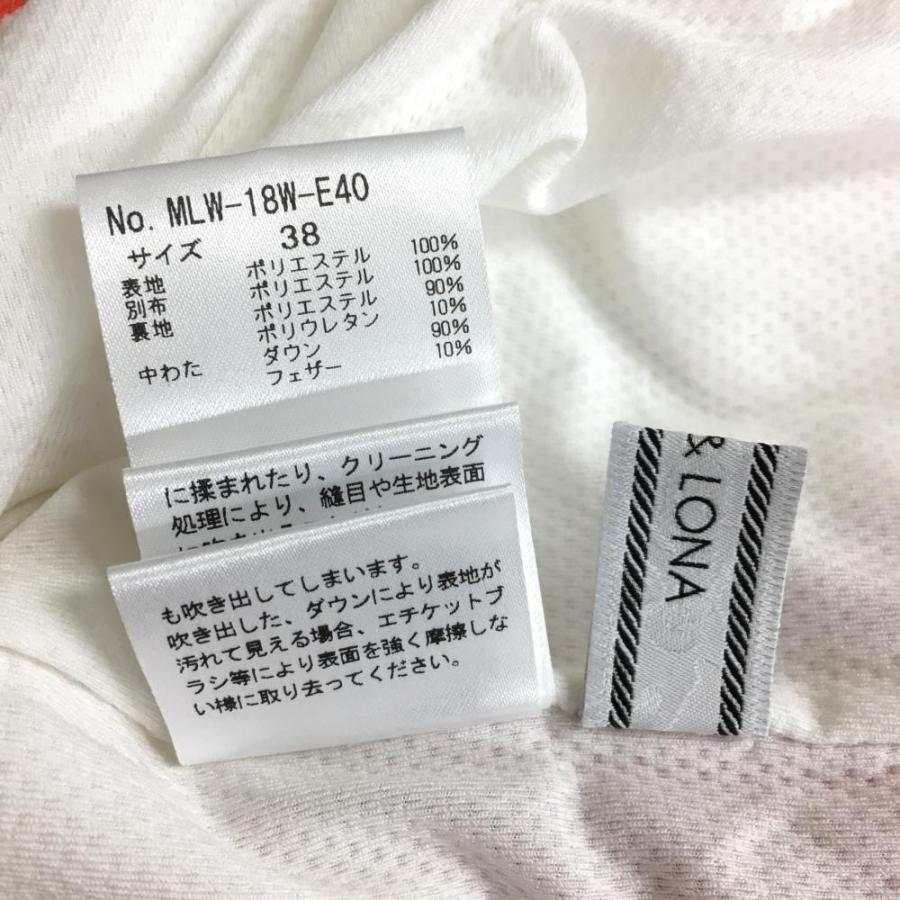 No. MLW-18W-E40
サイズ 38
表地 ポリエステル 100%
別布 ポリエステル 100%
裏地 ポリエステル 90%
ポリウレタン 10%
中わた ダウン 90%
フェザー 10%
に揉まれたり、クリーニング
処理により、縫目や生地表面
も吹き出してしまいます。
吹き出した、ダウンにより表地が
汚れて見える場合、エチケットブ
ラシ等により表面を強く摩擦しな
い様に取り去ってください。
& LONA